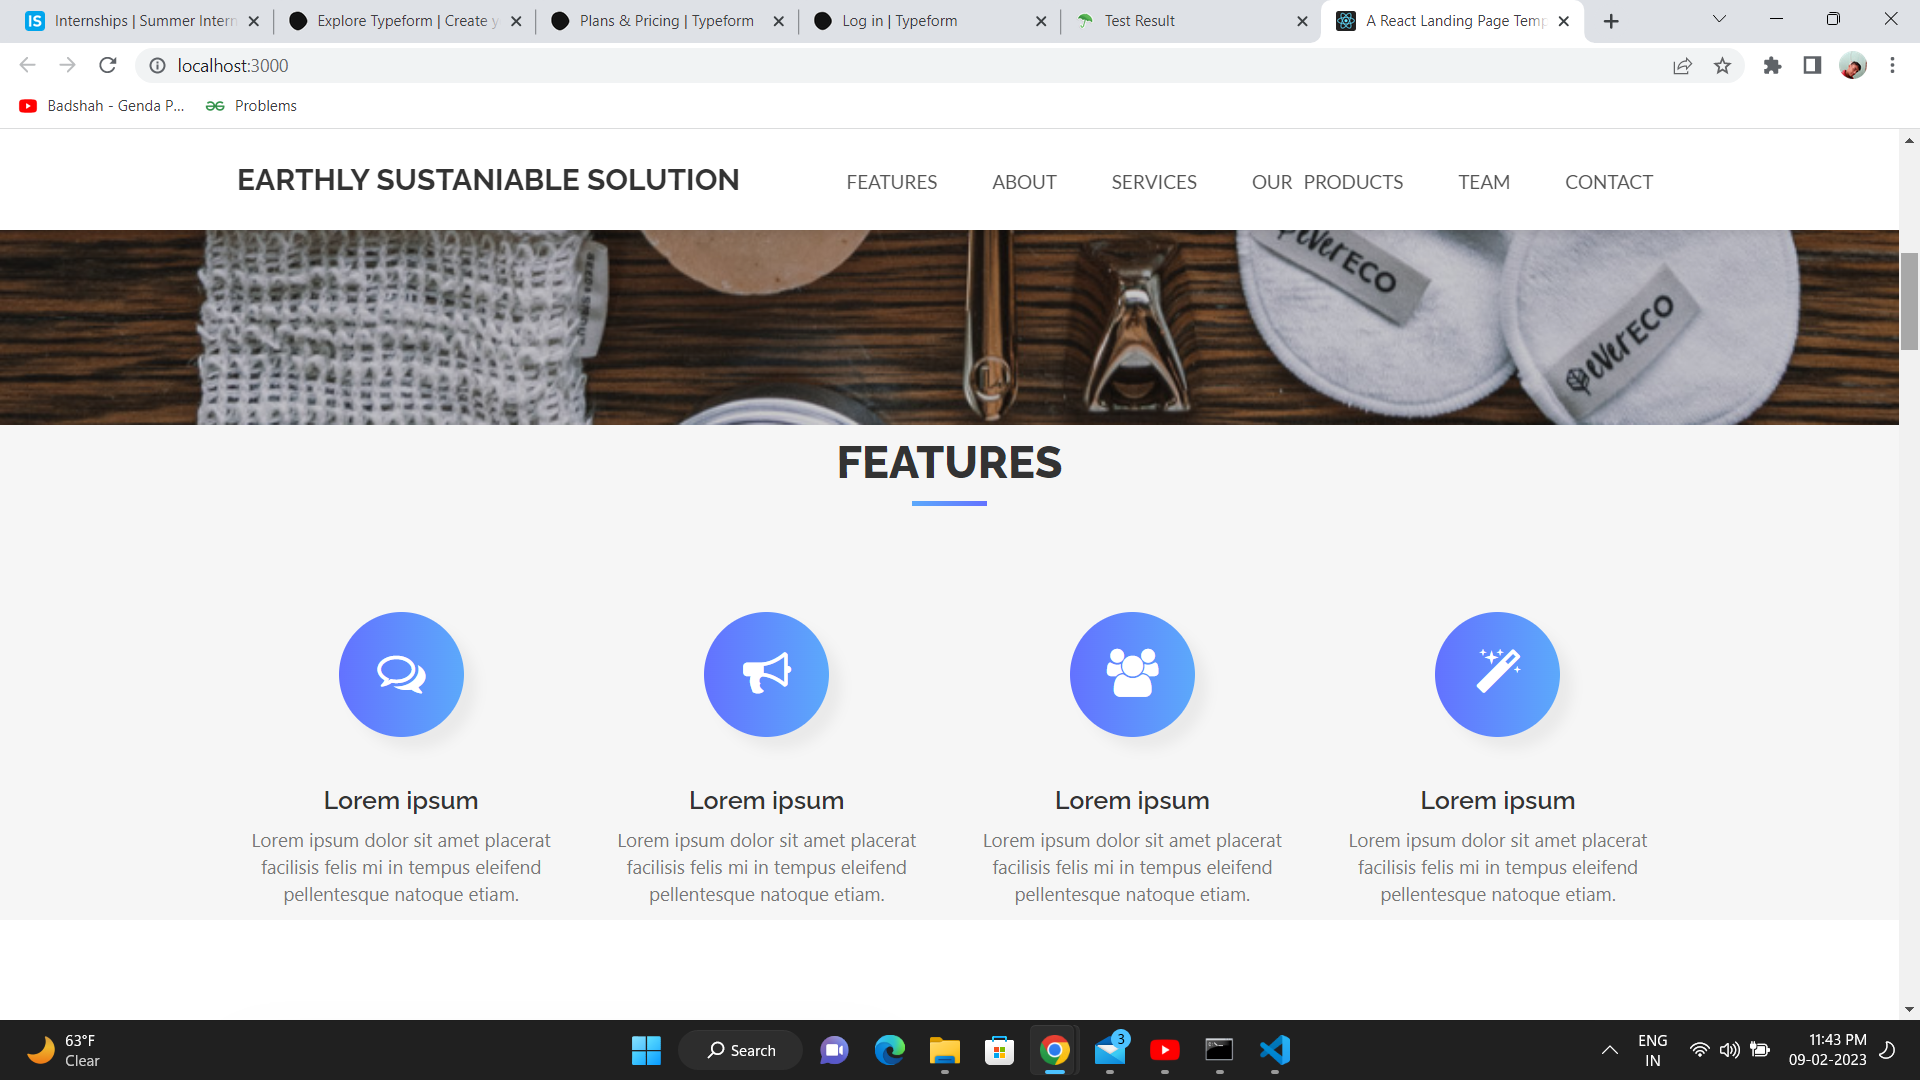 Internships | Summer Intern
Explore Typeform | Create y
Plans & Pricing | Typeform
Log in | Typeform
Test Result
A React Landing Page Temp
localhost:3000
Badshah - Genda P...
Problems
EARTHLY SUSTANIABLE SOLUTION
FEATURES
ABOUT
SERVICES
OUR PRODUCTS
TEAM
CONTACT
everECO
everECO
FEATURES
Lorem ipsum
Lorem ipsum dolor sit amet placerat
facilisis felis mi in tempus eleifend
pellentesque natoque etiam.
Lorem ipsum
Lorem ipsum dolor sit amet placerat
facilisis felis mi in tempus eleifend
pellentesque natoque etiam.
Lorem ipsum
Lorem ipsum dolor sit amet placerat
facilisis felis mi in tempus eleifend
pellentesque natoque etiam.
Lorem ipsum
Lorem ipsum dolor sit amet placerat
facilisis felis mi in tempus eleifend
pellentesque natoque etiam.
63°F
Clear
Search
3
ENG
IN
11:43 PM
09-02-2023